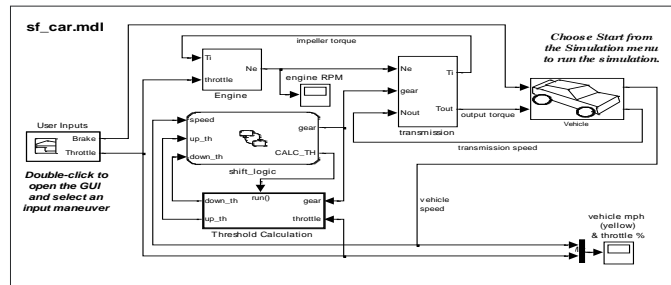 sf_car.mdl
impeller torque
Choose Start from
the Simulation menu
to run the simulation.
Ti
throttle
Ne
Engine
engine RPM
Ne
gear
Nout
Ti
Tout
transmission
output torque
Vehicle
transmission speed
User Inputs
Brake
Throttle
Double-click to
open the GUI
and select an
input maneuver
speed
up_th
down_th
gear
CALC_TH
shift_logic
run()
down_th
up_th
gear
throttle
Threshold Calculation
vehicle
speed
vehicle mph
(yellow)
& throttle %